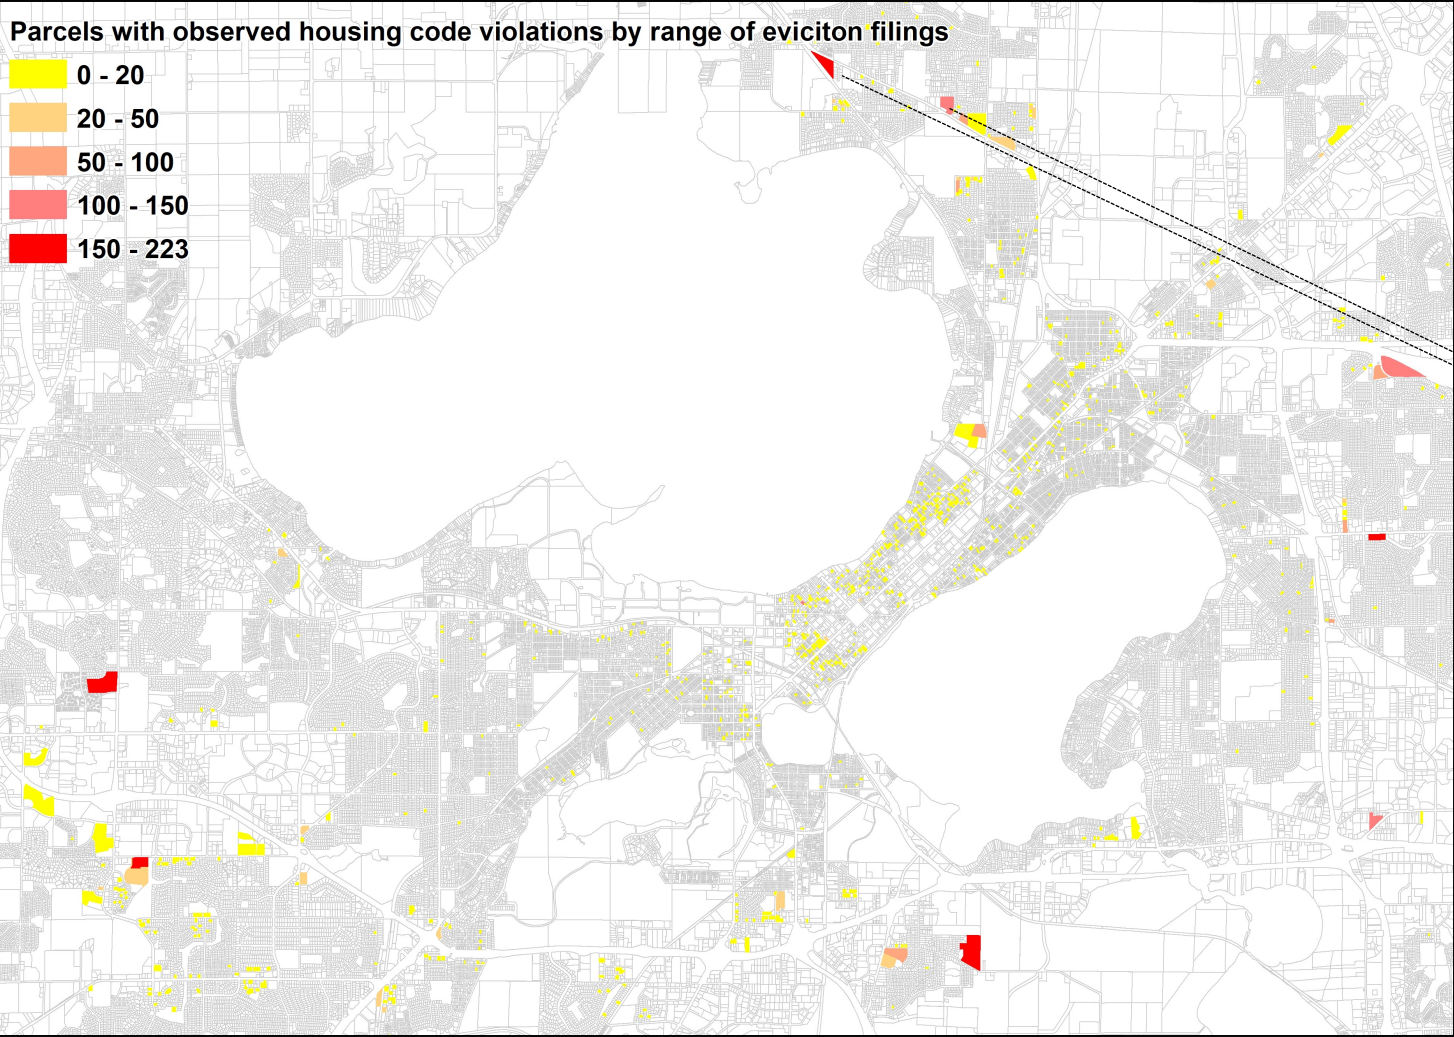 Parcels with observed housing code violations by range of eviciton filings
0 - 20
20 - 50
50 - 100
100 - 150
150 - 223